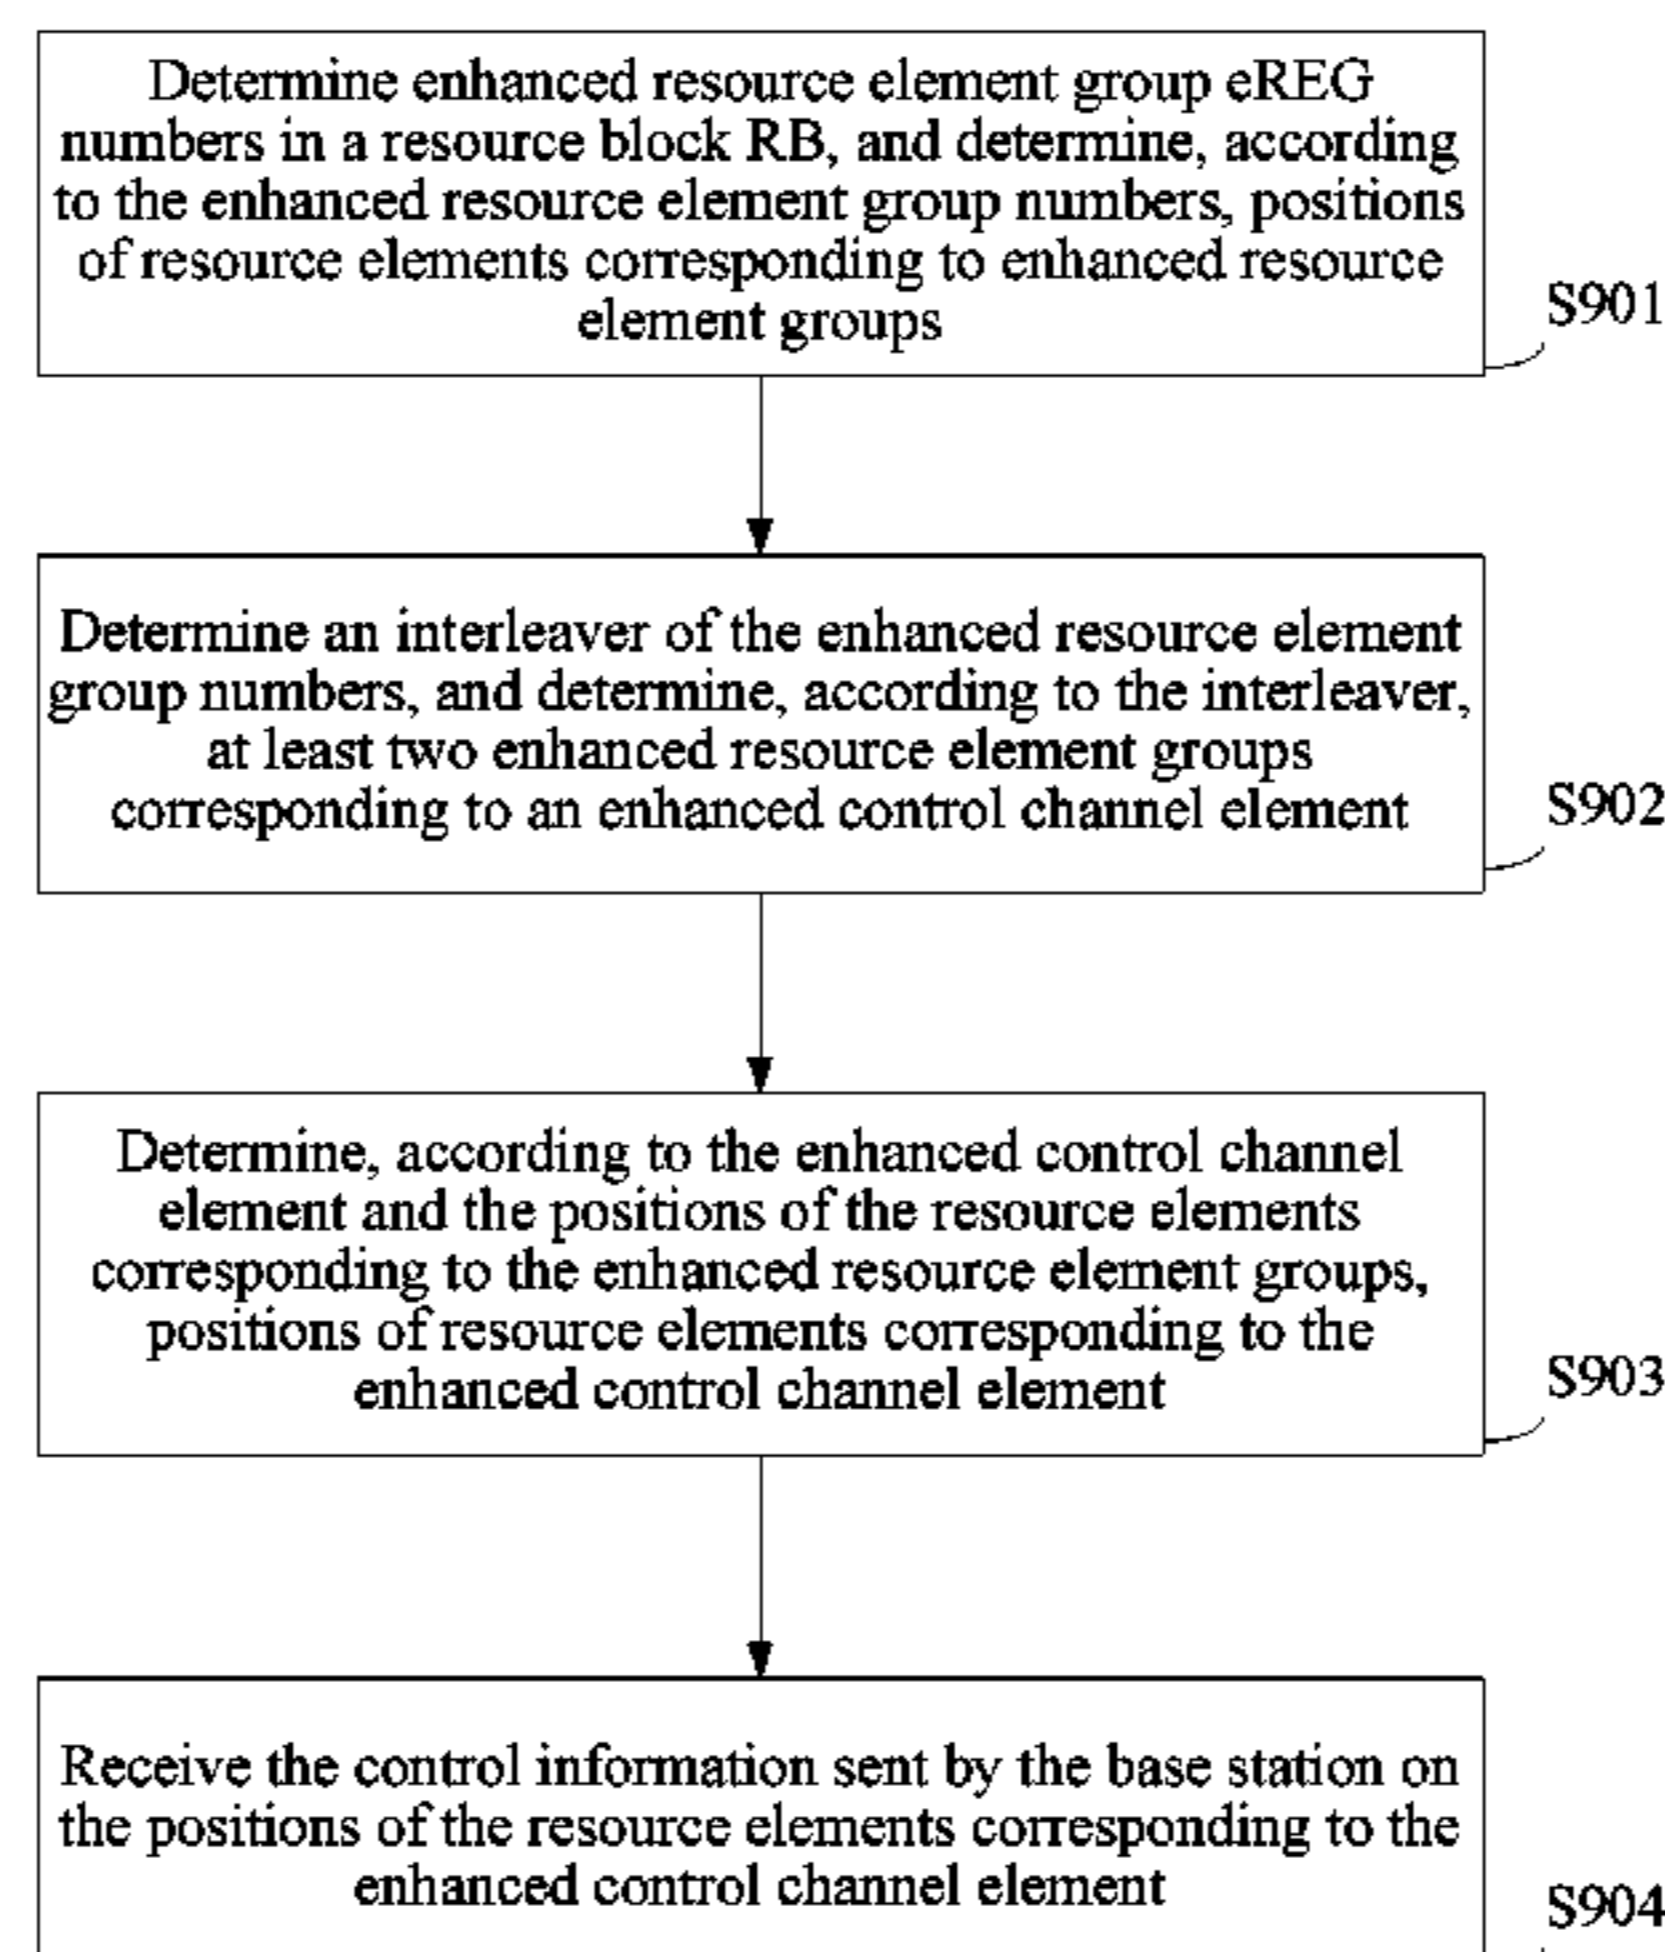 Determine enhanced resource element group eREG
numbers in a resource block RB, and determine, according
to the enhanced resource element group numbers, positions
of resource elements corresponding to enhanced resource
element groups
S901
Determine an interleaver of the enhanced resource element
group numbers, and determine, according to the interleaver,
at least two enhanced resource element groups
corresponding to an enhanced control channel element
S902
Determine, according to the enhanced control channel
element and the positions of the resource elements
corresponding to the enhanced resource element groups,
positions of resource elements corresponding to the
enhanced control channel element
S903
Receive the control information sent by the base station on
the positions of the resource elements corresponding to the
enhanced control channel element
S904